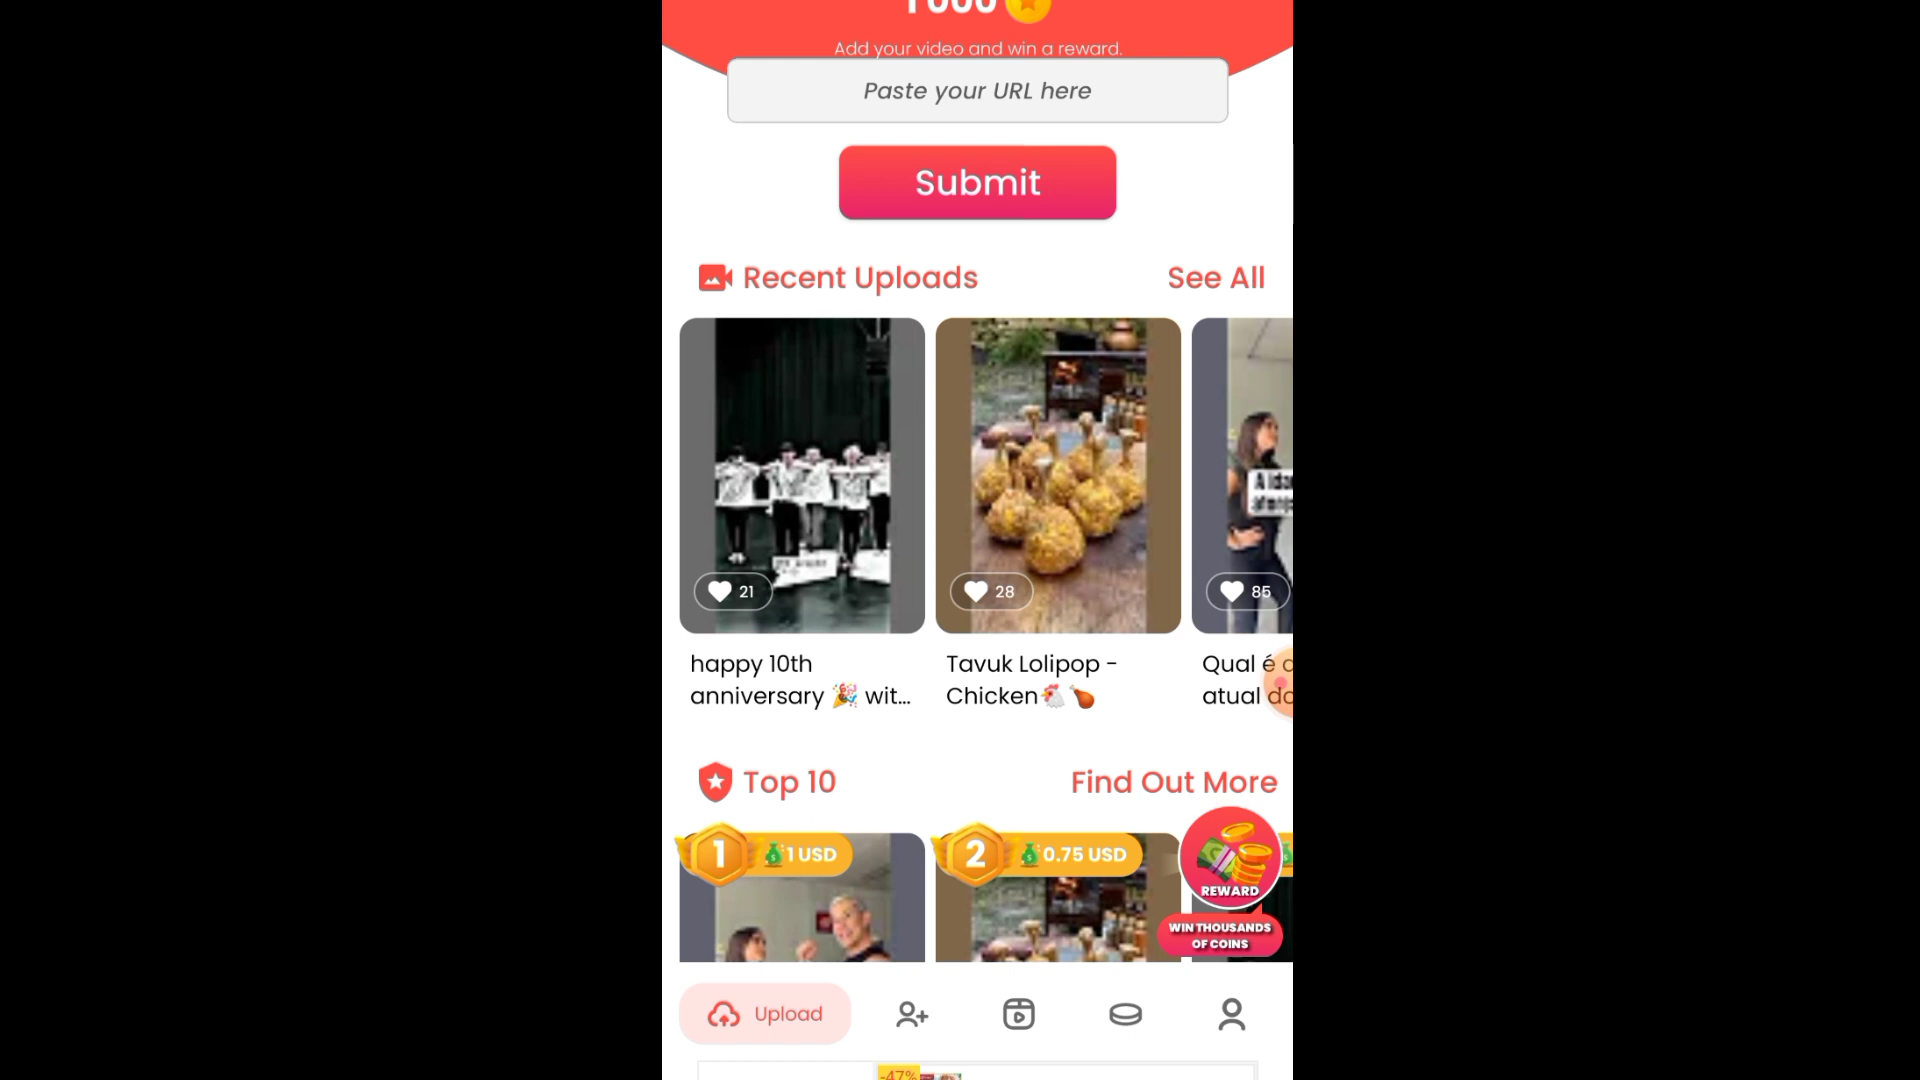 Add your video and win a reward.
Paste your URL here
Submit
Recent Uploads
See All
21
28
85
happy 10th
anniversary 🎉 wit...
Tavuk Lolipop -
Chicken🐔🍗
Qual é
atual do
Top 10
Find Out More
1
1 USD
2
0.75 USD
REWARD
WIN THOUSANDS
OF COINS
Upload
-47%